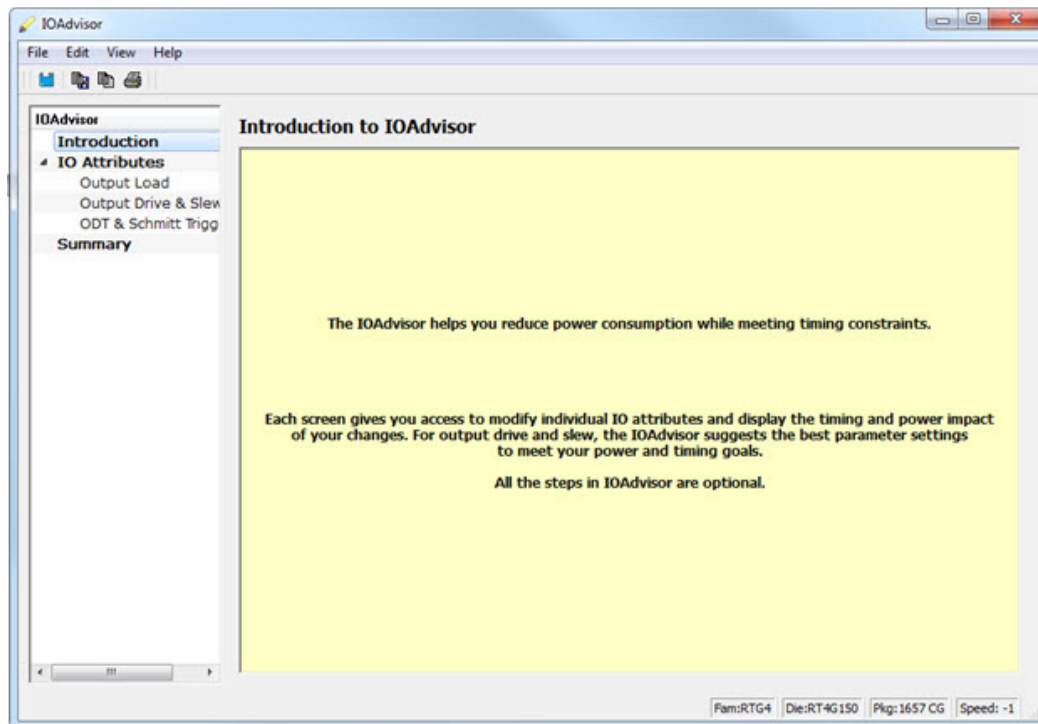 IOAdvisor
File Edit View Help
IOAdvisor
Introduction
IO Attributes
Output Load
Output Drive & Slew
ODT & Schmitt Trigg
Summary
Introduction to IOAdvisor
The IOAdvisor helps you reduce power consumption while meeting timing constraints.
Each screen gives you access to modify individual IO attributes and display the timing and power impact
of your changes. For output drive and slew, the IOAdvisor suggests the best parameter settings
to meet your power and timing goals.
All the steps in IOAdvisor are optional.
Fam:RTG4 Die:RT4G150 Pkg:1657 CG Speed: -1